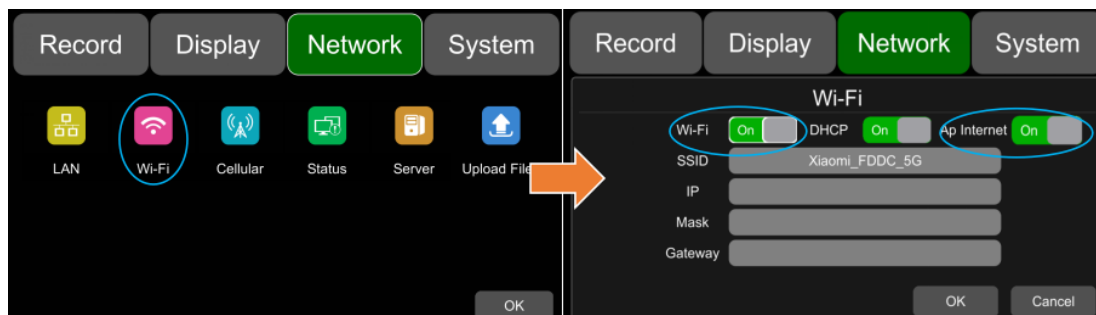 Record Display Network System
LAN Wi-Fi Cellular Status Server Upload File
OK
Record Display Network System
Wi-Fi
Wi-Fi On DHCP On Ap Internet On
SSID Xiaomi_FDDC_5G
IP
Mask
Gateway
OK Cancel